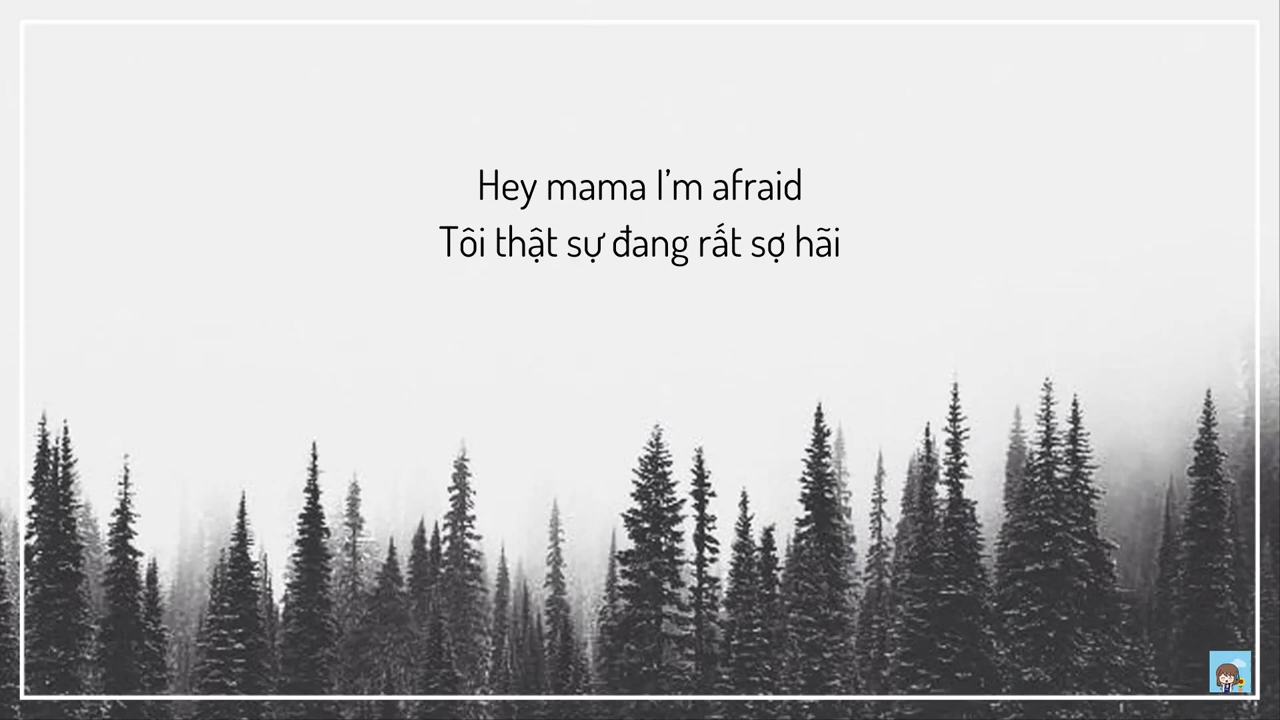 Hey mama I’m afraid
Tôi thật sự đang rất sợ hãi